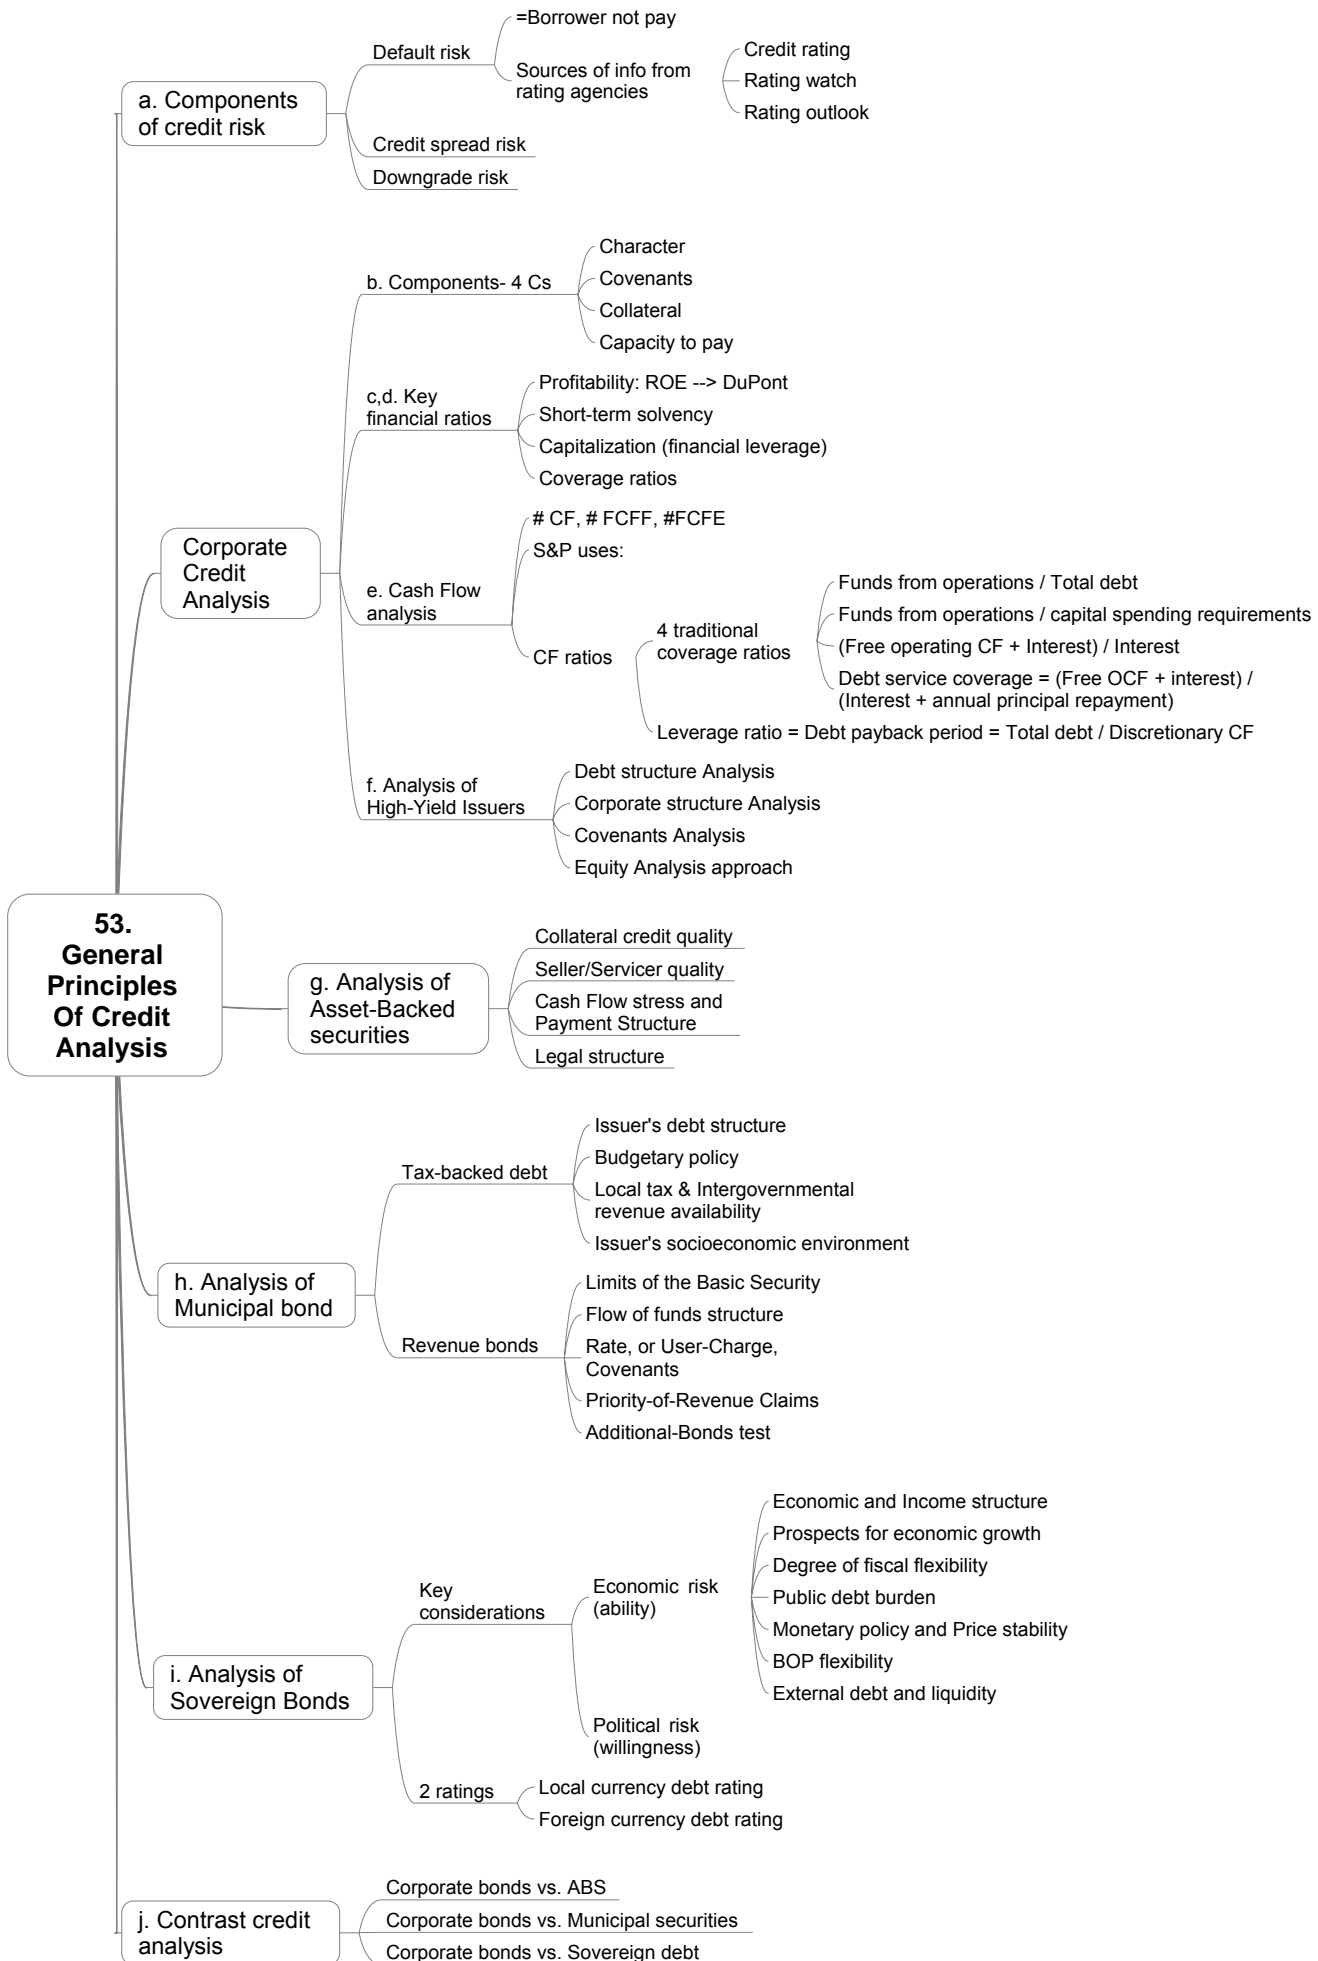 53.
General
Principles
Of Credit
Analysis
a. Components
of credit risk
Default risk
=Borrower not pay
Sources of info from
rating agencies
Credit rating
Rating watch
Rating outlook
Credit spread risk
Downgrade risk
Corporate
Credit
Analysis
b. Components- 4 Cs
Character
Covenants
Collateral
Capacity to pay
c,d. Key
financial ratios
Profitability: ROE --> DuPont
Short-term solvency
Capitalization (financial leverage)
Coverage ratios
e. Cash Flow
analysis
# CF, # FCFF, #FCFE
S&P uses:
CF ratios
4 traditional
coverage ratios
Funds from operations / Total debt
Funds from operations / capital spending requirements
(Free operating CF + Interest) / Interest
Debt service coverage = (Free OCF + interest) /
(Interest + annual principal repayment)
Leverage ratio = Debt payback period = Total debt / Discretionary CF
f. Analysis of
High-Yield Issuers
Debt structure Analysis
Corporate structure Analysis
Covenants Analysis
Equity Analysis approach
g. Analysis of
Asset-Backed
securities
Collateral credit quality
Seller/Servicer quality
Cash Flow stress and
Payment Structure
Legal structure
h. Analysis of
Municipal bond
Tax-backed debt
Issuer's debt structure
Budgetary policy
Local tax & Intergovernmental
revenue availability
Issuer's socioeconomic environment
Revenue bonds
Limits of the Basic Security
Flow of funds structure
Rate, or User-Charge,
Covenants
Priority-of-Revenue Claims
Additional-Bonds test
i. Analysis of
Sovereign Bonds
Key
considerations
Economic risk
(ability)
Economic and Income structure
Prospects for economic growth
Degree of fiscal flexibility
Public debt burden
Monetary policy and Price stability
BOP flexibility
External debt and liquidity
Political risk
(willingness)
2 ratings
Local currency debt rating
Foreign currency debt rating
j. Contrast credit
analysis
Corporate bonds vs. ABS
Corporate bonds vs. Municipal securities
Corporate bonds vs. Sovereign debt